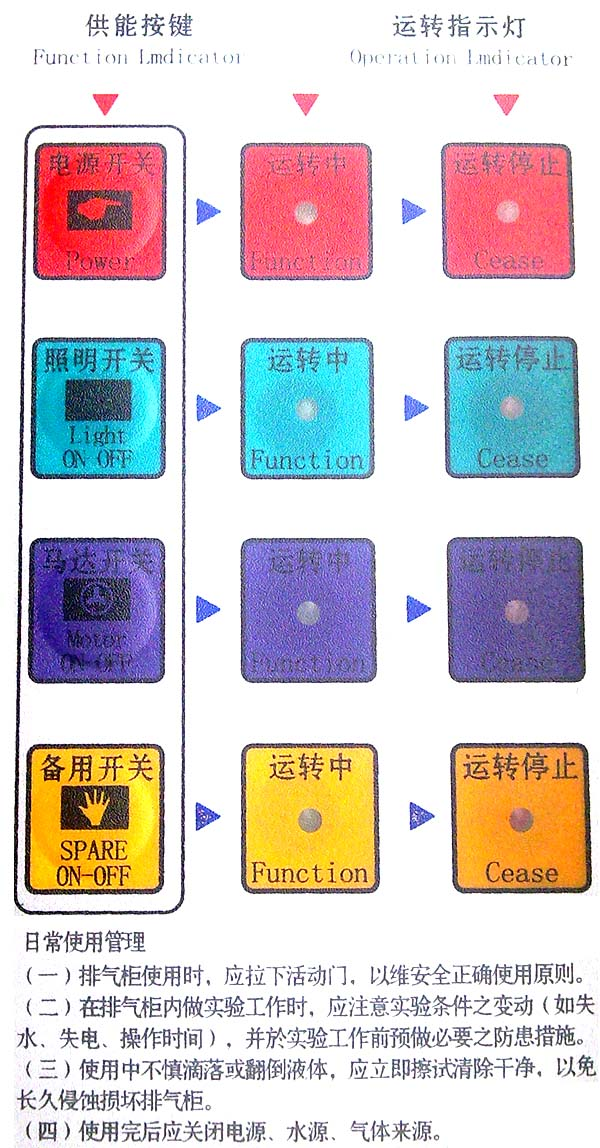 供能按键 运转指示灯
Function Lmdicator Operation Lmdicator
电源开关 运转中 运转停止
Power Function Cease
照明开关 运转中 运转停止
Light
ON OFF Function Cease
马达开关 运转中 运转停止
Motor
ON-OFF Function Cease
备用开关 运转中 运转停止
SPARE
ON-OFF Function Cease
日常使用管理
（一）排气柜使用时，应拉下活动门，以维安全正确使用原则。
（二）在排气柜内做实验工作时，应注意实验条件之变动（如失
水、失电、操作时间），并於实验工作前预做必要之防患措施。
（三）使用中不慎滴落或翻倒液体，应立即擦试清除干净，以免
长久侵蚀损坏排气柜。
（四）使用完后应关闭电源、水源、气体来源。